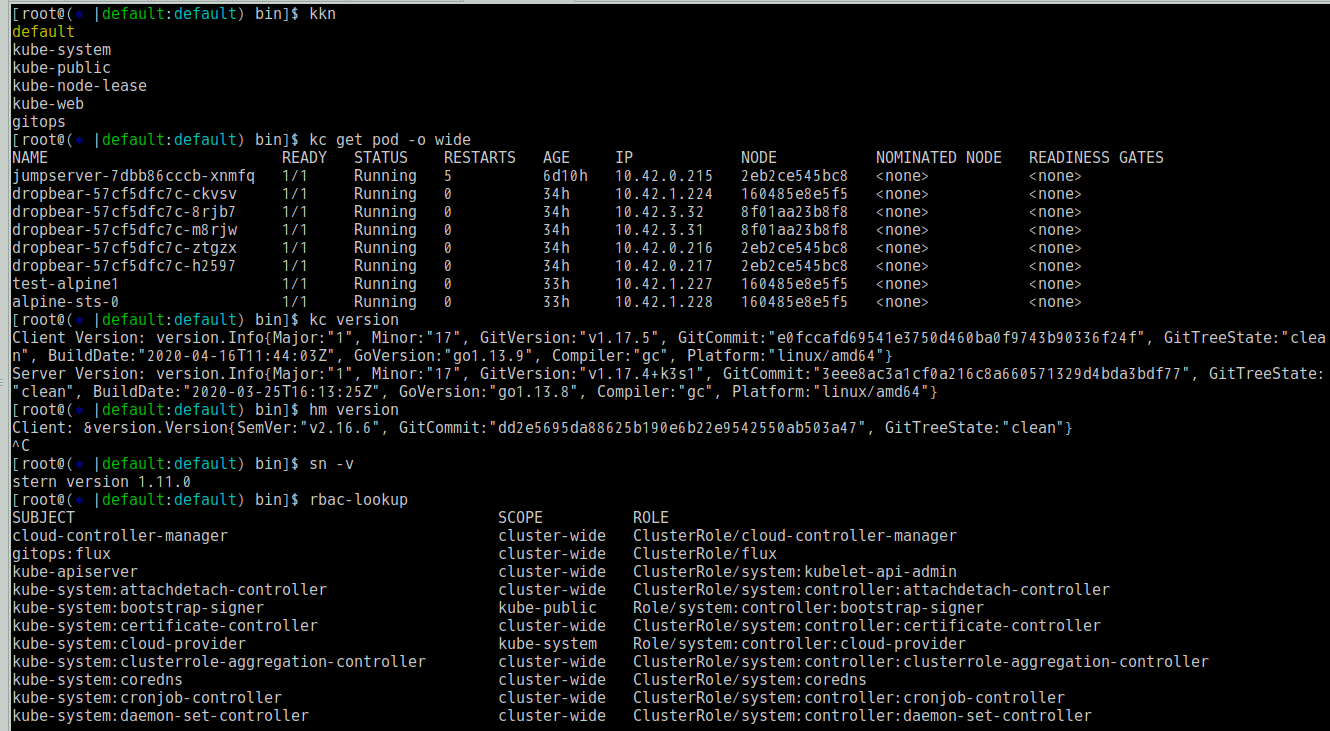 [root@(⎈ |default:default) bin]$ kkn
default
kube-system
kube-public
kube-node-lease
kube-web
gitops
[root@(⎈ |default:default) bin]$ kc get pod -o wide
NAME READY STATUS RESTARTS AGE IP NODE NOMINATED NODE READINESS GATES
jumpserver-7dbb86cccb-xnmfq 1/1 Running 5 6d10h 10.42.0.215 2eb2ce545bc8 <none> <none>
dropbear-57cf5dfc7c-ckvsv 1/1 Running 0 34h 10.42.1.224 160485e8e5f5 <none> <none>
dropbear-57cf5dfc7c-8rjb7 1/1 Running 0 34h 10.42.3.32 8f01aa23b8f8 <none> <none>
dropbear-57cf5dfc7c-m8rjw 1/1 Running 0 34h 10.42.3.31 8f01aa23b8f8 <none> <none>
dropbear-57cf5dfc7c-ztgzx 1/1 Running 0 34h 10.42.0.216 2eb2ce545bc8 <none> <none>
dropbear-57cf5dfc7c-h2597 1/1 Running 0 34h 10.42.0.217 2eb2ce545bc8 <none> <none>
test-alpine1 1/1 Running 0 33h 10.42.1.227 160485e8e5f5 <none> <none>
alpine-sts-0 1/1 Running 0 33h 10.42.1.228 160485e8e5f5 <none> <none>
[root@(⎈ |default:default) bin]$ kc version
Client Version: version.Info{Major:"1", Minor:"17", GitVersion:"v1.17.5", GitCommit:"e0fccafd69541e3750d460ba0f9743b90336f24f", GitTreeState:"clea
n", BuildDate:"2020-04-16T11:44:03Z", GoVersion:"go1.13.9", Compiler:"gc", Platform:"linux/amd64"}
Server Version: version.Info{Major:"1", Minor:"17", GitVersion:"v1.17.4+k3s1", GitCommit:"3eee8ac3a1cf0a216c8a660571329d4bda3bdf77", GitTreeState:
"clean", BuildDate:"2020-03-25T16:13:25Z", GoVersion:"go1.13.8", Compiler:"gc", Platform:"linux/amd64"}
[root@(⎈ |default:default) bin]$ hm version
Client: &version.Version{SemVer:"v2.16.6", GitCommit:"dd2e5695da88625b190e6b22e9542550ab503a47", GitTreeState:"clean"}
^C
[root@(⎈ |default:default) bin]$ sn -v
stern version 1.11.0
[root@(⎈ |default:default) bin]$ rbac-lookup
SUBJECT SCOPE ROLE
cloud-controller-manager cluster-wide ClusterRole/cloud-controller-manager
gitops:flux cluster-wide ClusterRole/flux
kube-apiserver cluster-wide ClusterRole/system:kubelet-api-admin
kube-system:attachdetach-controller cluster-wide ClusterRole/system:controller:attachdetach-controller
kube-system:bootstrap-signer kube-public Role/system:controller:bootstrap-signer
kube-system:certificate-controller cluster-wide ClusterRole/system:controller:certificate-controller
kube-system:cloud-provider kube-system Role/system:controller:cloud-provider
kube-system:clusterrole-aggregation-controller cluster-wide ClusterRole/system:controller:clusterrole-aggregation-controller
kube-system:coredns cluster-wide ClusterRole/system:coredns
kube-system:cronjob-controller cluster-wide ClusterRole/system:controller:cronjob-controller
kube-system:daemon-set-controller cluster-wide ClusterRole/system:controller:daemon-set-controller